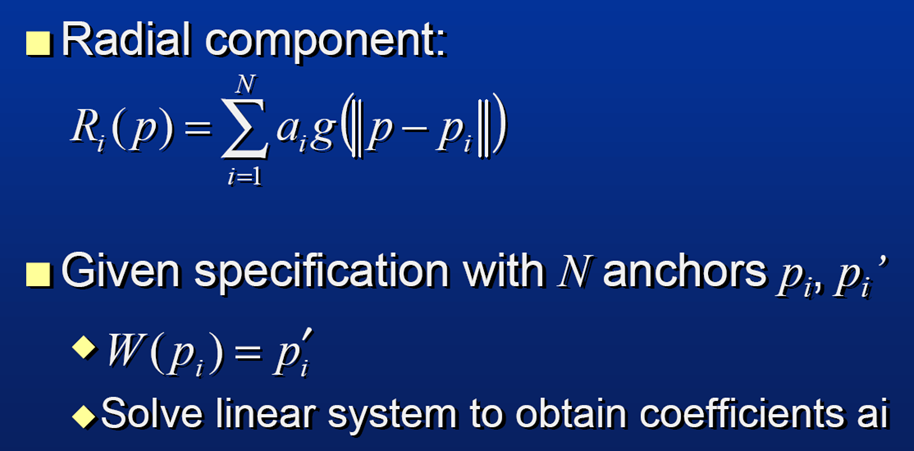 Radial component:
R_i(p) = \sum_{i=1}^{N} a_i g(‖p − p_i‖)
Given specification with N anchors p_i, p_i’
W(p_i) = p_i′
Solve linear system to obtain coefficients ai